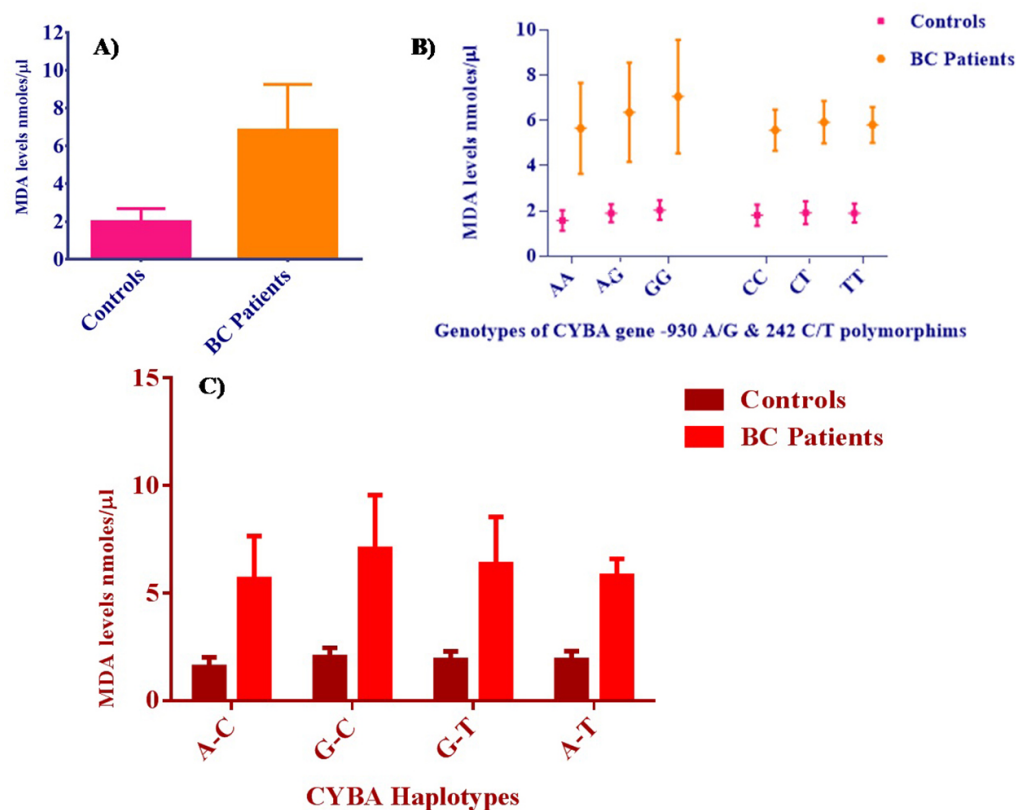 A)
MDA levels nmoles/µl
12
10
8
6
4
2
0
Controls
BC Patients
B)
MDA levels nmoles/µl
10
8
6
4
2
0
AA
AG
GG
CC
CT
TT
Genotypes of CYBA gene -930 A/G & 242 C/T polymorphims
Controls
BC Patients
C)
MDA levels nmoles/µl
15
10
5
0
A-C
G-C
G-T
A-T
CYBA Haplotypes
Controls
BC Patients